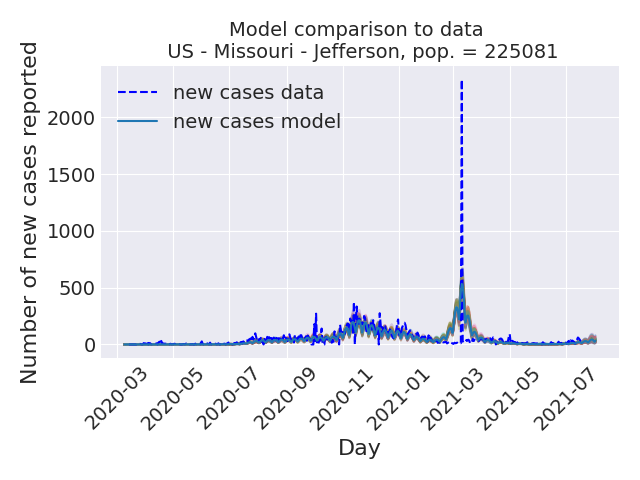 Model comparison to data
US - Missouri - Jefferson, pop. = 225081
Number of new cases reported
new cases data
new cases model
2000
1500
1000
500
0
2020-03
2020-05
2020-07
2020-09
2020-11
2021-01
2021-03
2021-05
2021-07
Day